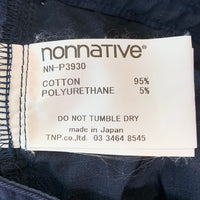 nonnative®
NN-P3930
COTTON 95%
POLYURETHANE 5%
DO NOT TUMBLE DRY
made in Japan
TNP.co.,ltd. 03 3464 8545